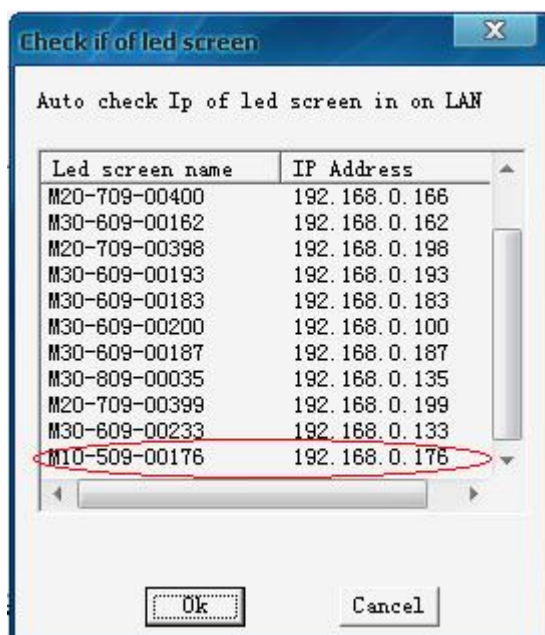 Check if of led screen
Auto check Ip of led screen in on LAN
Led screen name IP Address
M20-709-00400 192.168.0.166
M30-609-00162 192.168.0.162
M20-709-00398 192.168.0.198
M30-609-00193 192.168.0.193
M30-609-00183 192.168.0.183
M30-609-00200 192.168.0.100
M30-609-00187 192.168.0.187
M30-809-00035 192.168.0.135
M20-709-00399 192.168.0.199
M30-609-00233 192.168.0.133
M10-509-00176 192.168.0.176
Ok Cancel